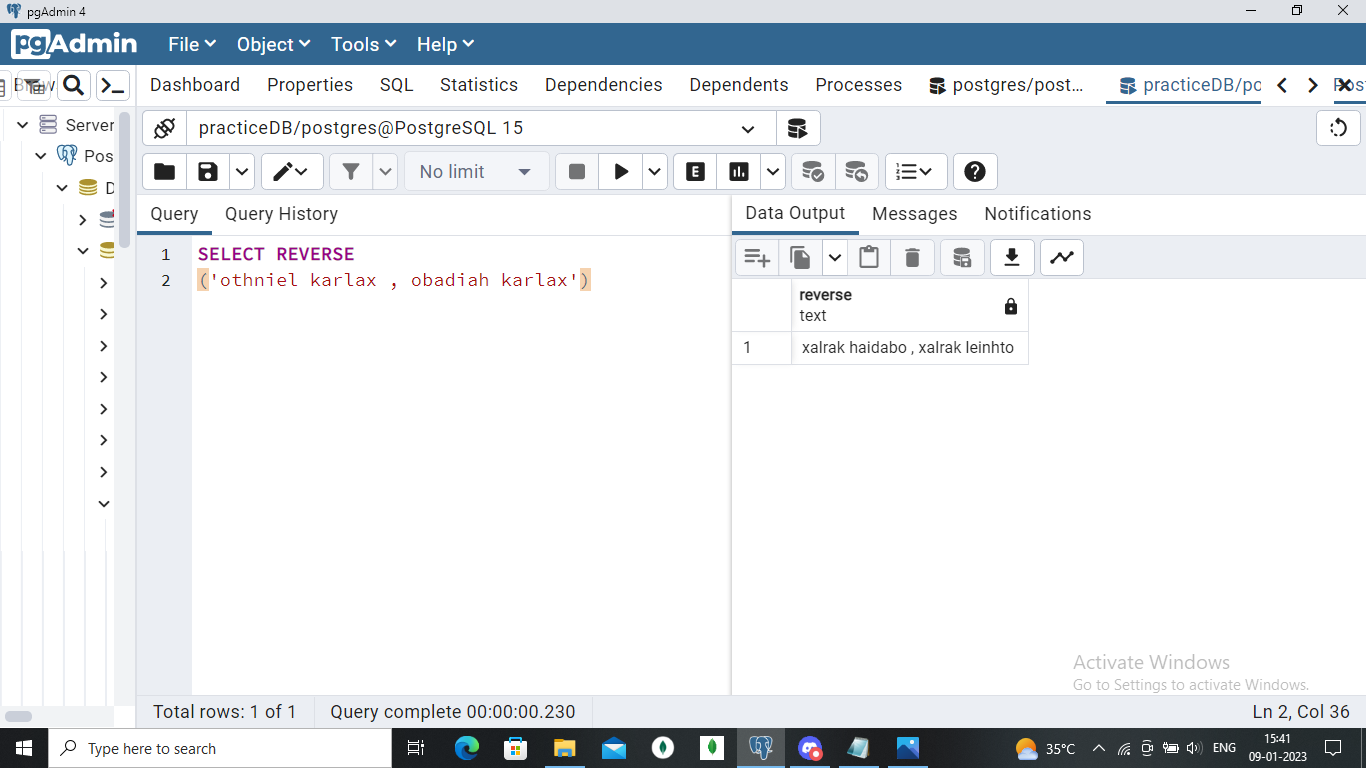 pgAdmin 4
pgAdmin
File Object Tools Help
Dashboard Properties SQL Statistics Dependencies Dependents Processes postgres/post... practiceDB/po
Server
practiceDB/postgres@PostgreSQL 15
Pos
No limit
D
Query Query History
Data Output Messages Notifications
1 SELECT REVERSE
2 ('othniel karlax , obadiah karlax')
reverse
text
1 xalrak haidabo , xalrak leinhto
Activate Windows
Go to Settings to activate Windows.
Total rows: 1 of 1 Query complete 00:00:00.230 Ln 2, Col 36
Type here to search
35°C ENG
15:41
09-01-2023